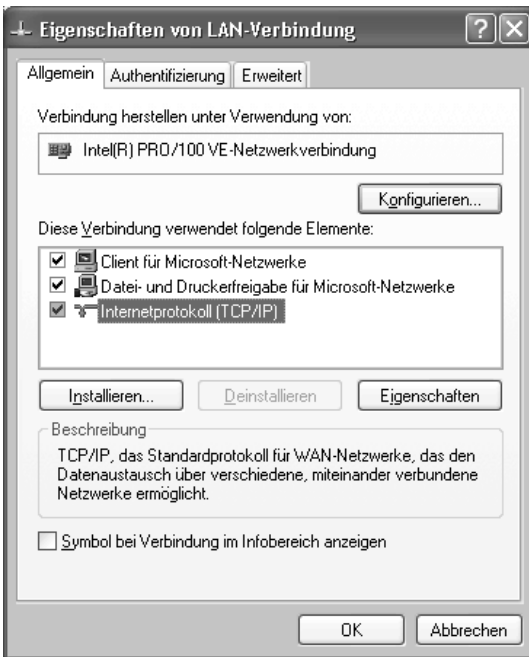 Eigenschaften von LAN-Verbindung
Allgemein Authentifizierung Erweitert
Verbindung herstellen unter Verwendung von:
Intel(R) PRO/100 VE-Netzwerkverbindung
Konfigurieren...
Diese Verbindung verwendet folgende Elemente:
Client für Microsoft-Netzwerke
Datei- und Druckerfreigabe für Microsoft-Netzwerke
Internetprotokoll (TCP/IP)
Installieren... Deinstallieren Eigenschaften
Beschreibung
TCP/IP, das Standardprotokoll für WAN-Netzwerke, das den
Datenaustausch über verschiedene, miteinander verbundene
Netzwerke ermöglicht.
Symbol bei Verbindung im Infobereich anzeigen
OK Abbrechen